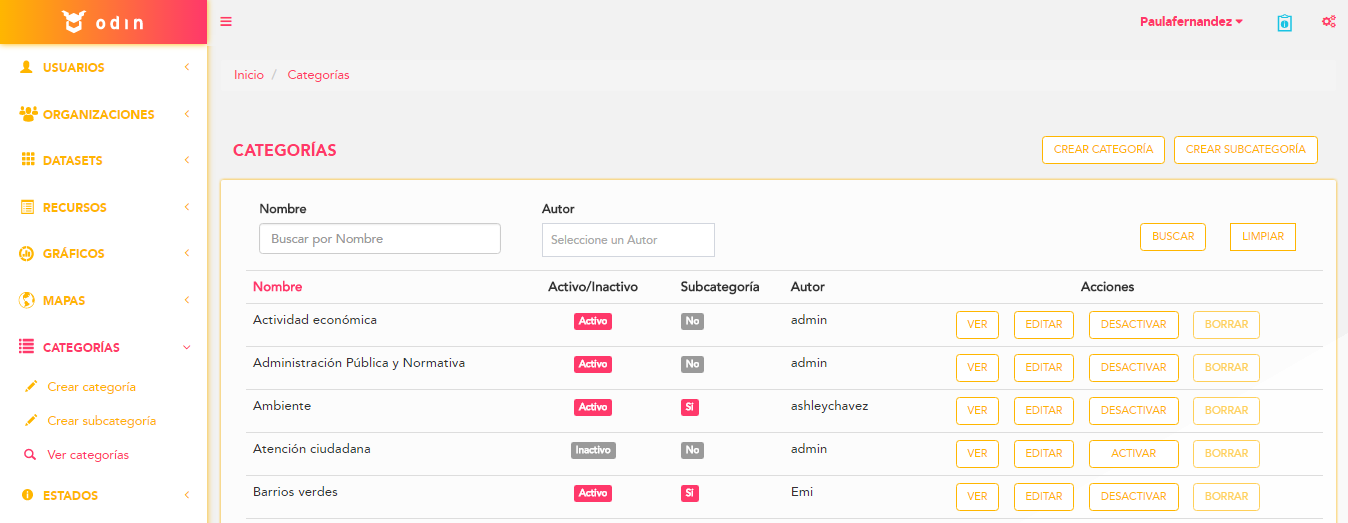 odin
Paulafernandez
USUARIOS
ORGANIZACIONES
DATASETS
RECURSOS
GRÁFICOS
MAPAS
CATEGORÍAS
Crear categoría
Crear subcategoría
Ver categorías
ESTADOS
Inicio / Categorías
CATEGORÍAS
CREAR CATEGORÍA CREAR SUBCATEGORÍA
Nombre Autor
Buscar por Nombre Seleccione un Autor BUSCAR LIMPIAR
Nombre Activo/Inactivo Subcategoría Autor Acciones
Actividad económica Activo No admin VER EDITAR DESACTIVAR BORRAR
Administración Pública y Normativa Activo No admin VER EDITAR DESACTIVAR BORRAR
Ambiente Activo Sí ashleychavez VER EDITAR DESACTIVAR BORRAR
Atención ciudadana Inactivo No admin VER EDITAR ACTIVAR BORRAR
Barrios verdes Activo Sí Emi VER EDITAR DESACTIVAR BORRAR